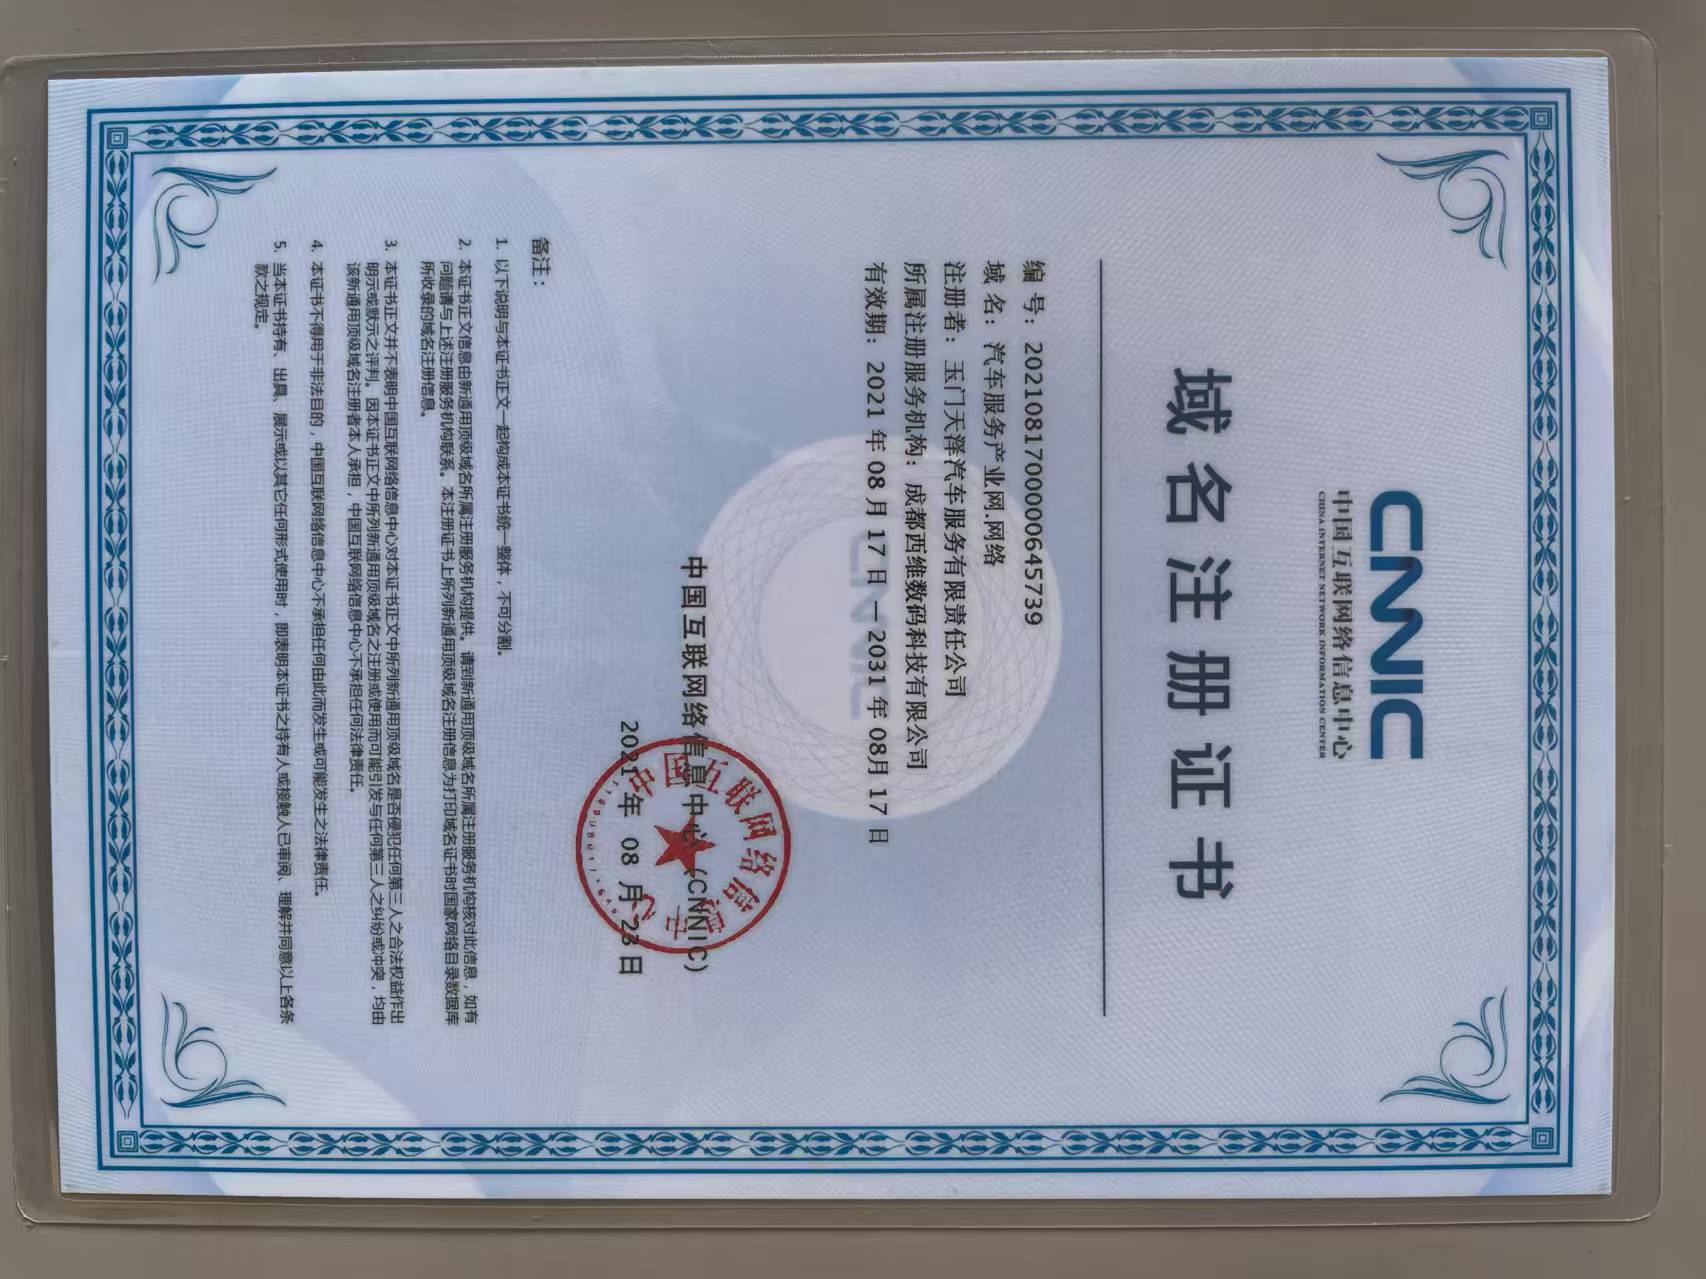 CNNIC
中国互联网络信息中心
CHINA INTERNET NETWORK INFORMATION CENTER
域名注册证书
编 号：20210817000006457​39
域 名：汽车服务产业网.网络
注册者：玉门天泽汽车服务有限责任公司
所属注册服务机构：成都西维数码科技有限公司
有效期：2021 年 08 月 17 日 — 2031 年 08月 17 日
CNNIC
中国互联网络信息中心 (CNNIC)
2021 年 08 月 23 日
中国互联网络信息中心
备注：
1. 以下说明与本证书正文一起构成本证书统一整体，不可分割。
2. 本证书正文信息由新通用顶级域名所属注册服务机构提供。请到新通用顶级域名所属注册服务机构核对此信息，如有
问题请与上述注册服务机构联系。本注册证书上所列新通用顶级域名注册信息为打印域名证书时国家网络目录数据库
所收录的域名注册信息。
3. 本证书正文并不表明中国互联网络信息中心对本证书正文中所列新通用顶级域名是否侵犯任何第三人之合法权益作出
明示或默示之评判。因本证书正文中所列新通用顶级域名之注册或使用而可能引发与任何第三人之纠纷或冲突，均由
该新通用顶级域名注册者本人承担，中国互联网络信息中心不承担任何法律责任。
4. 本证书不得用于非法目的，中国互联网络信息中心不承担任何由此而发生或可能发生之法律责任。
5. 当本证书持有、出具、展示或以其它任何形式使用时，即表明本证书之持有人或接触人已审阅、理解并同意以上各条
款之规定。